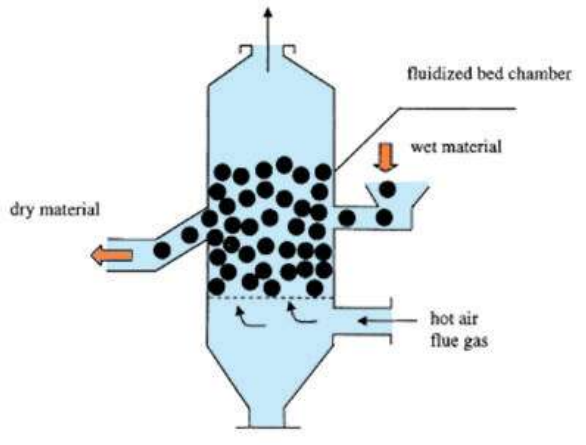 fluidized bed chamber
wet material
dry material
hot air
flue gas